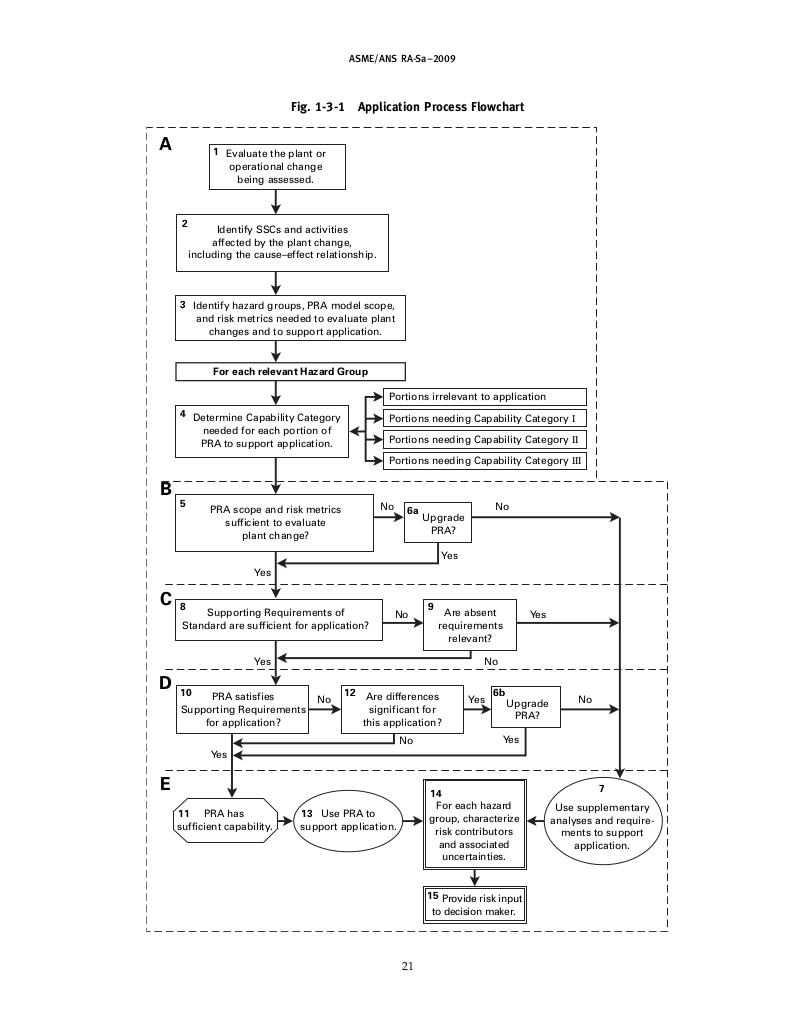 ASME/ANS RA-Sa–2009
Fig. 1-3-1 Application Process Flowchart
A
1 Evaluate the plant or
operational change
being assessed.
2
Identify SSCs and activities
affected by the plant change,
including the cause–effect relationship.
3 Identify hazard groups, PRA model scope,
and risk metrics needed to evaluate plant
changes and to support application.
For each relevant Hazard Group
4 Determine Capability Category
needed for each portion of
PRA to support application.
Portions irrelevant to application
Portions needing Capability Category I
Portions needing Capability Category II
Portions needing Capability Category III
B
5 PRA scope and risk metrics
sufficient to evaluate
plant change?
No
6a Upgrade
PRA?
No
Yes
Yes
C
8 Supporting Requirements of
Standard are sufficient for application?
No
9 Are absent
requirements
relevant?
Yes
No
Yes
D
10 PRA satisfies
Supporting Requirements
for application?
No
12 Are differences
significant for
this application?
Yes
6b
Upgrade
PRA?
No
No
Yes
Yes
E
11 PRA has
sufficient capability.
13 Use PRA to
support application.
14
For each hazard
group, characterize
risk contributors
and associated
uncertainties.
7
Use supplementary
analyses and require-
ments to support
application.
15 Provide risk input
to decision maker.
21